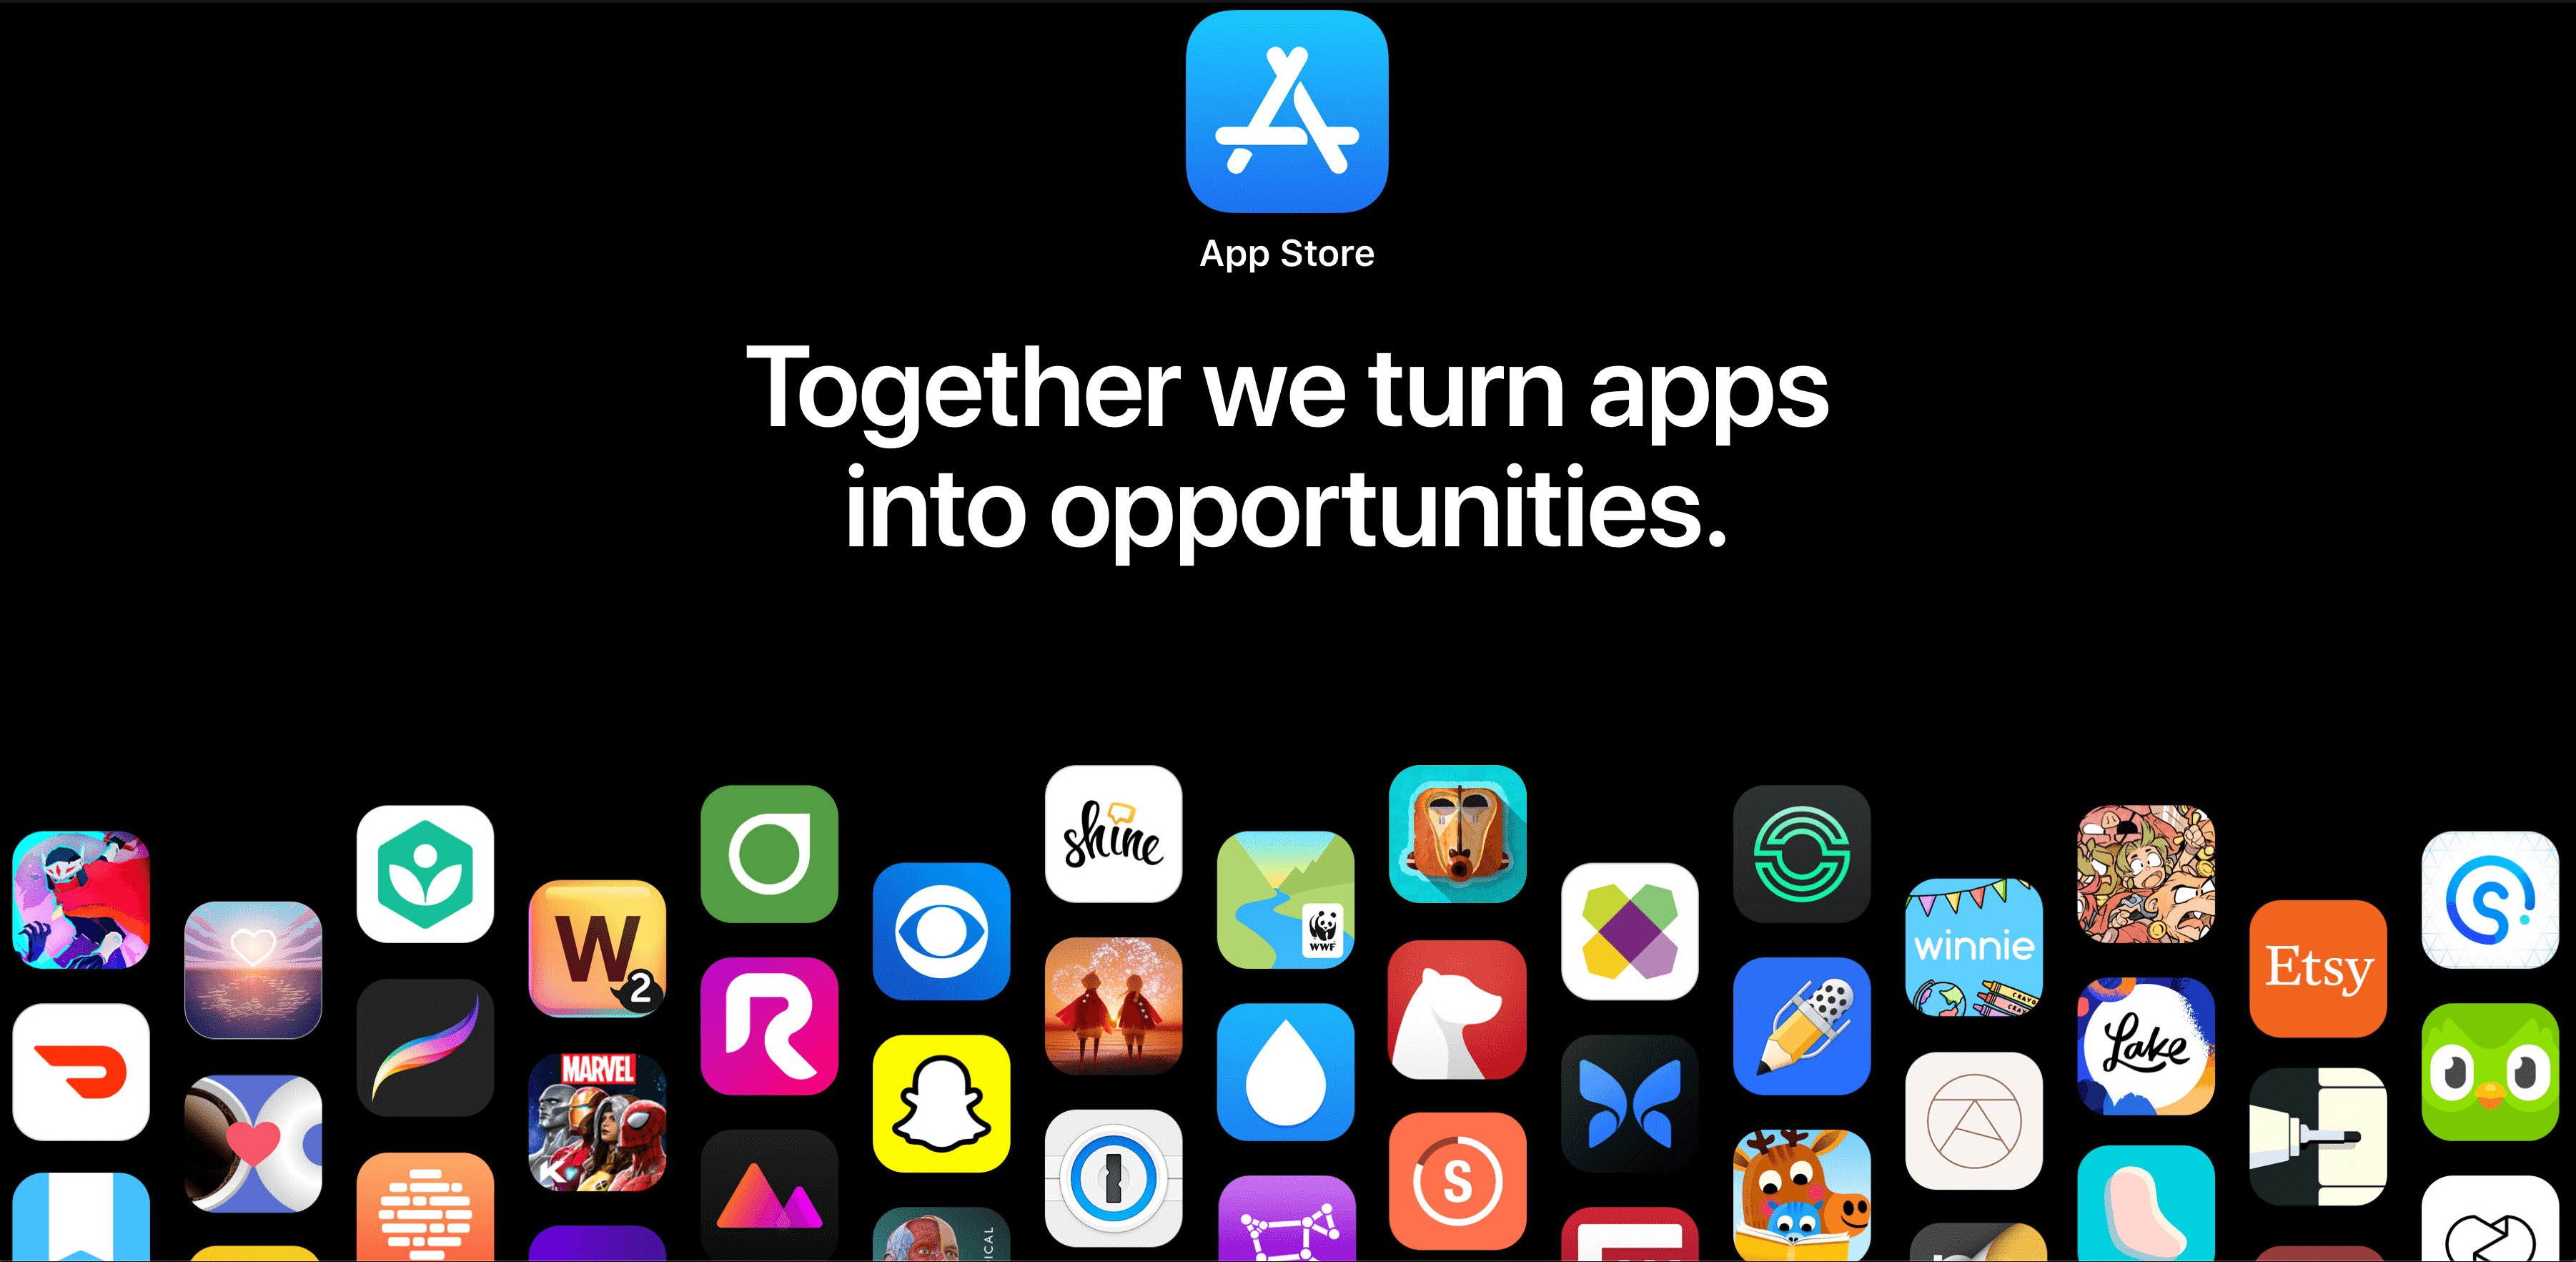 App Store
Together we turn apps
into opportunities.
shine
W
2
WWF
winnie
Etsy
S
Lake
MARVEL
K
S